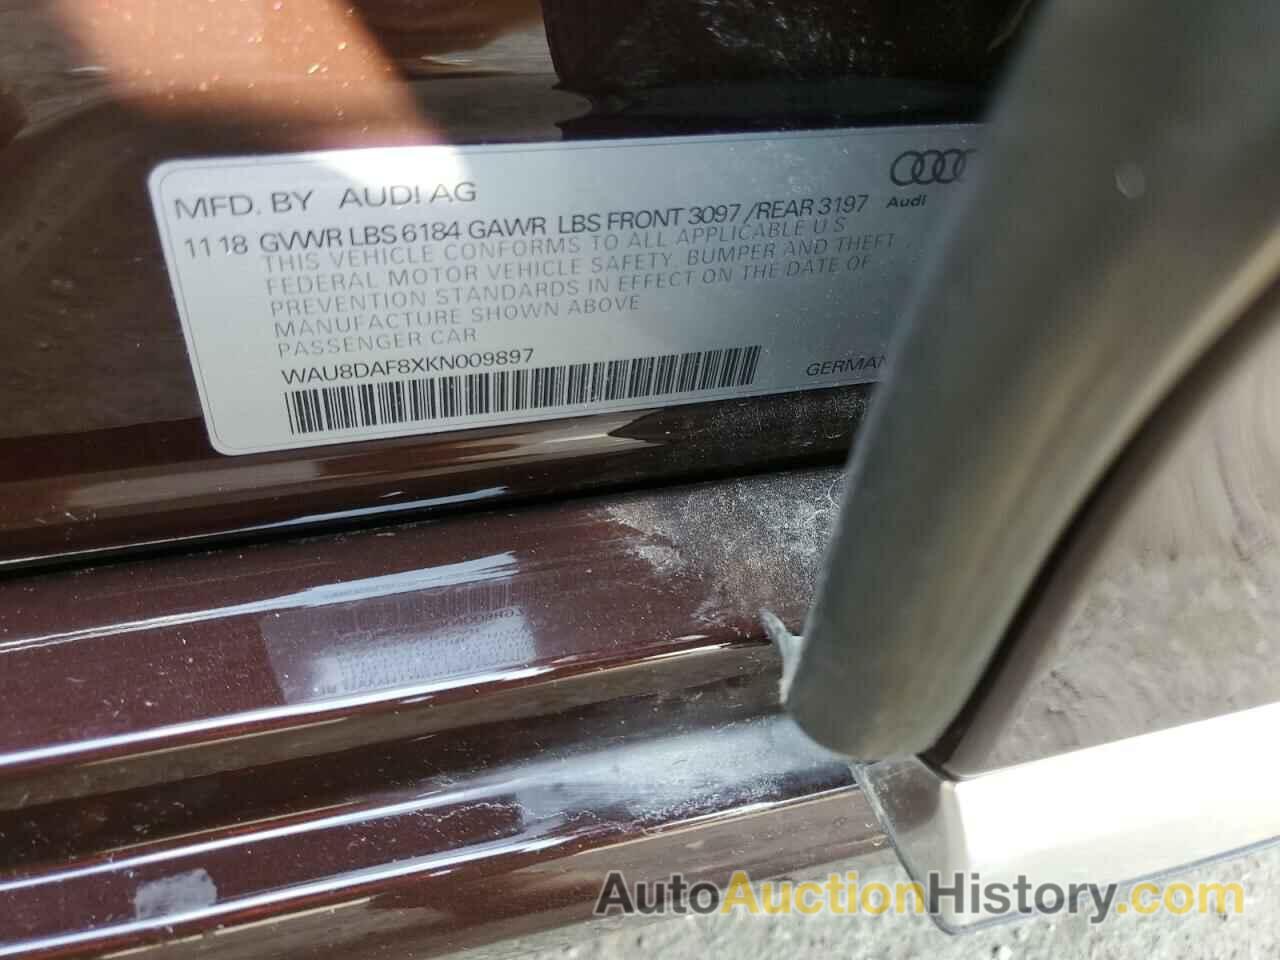 MFD. BY AUDI AG
11 18 GVWR LBS 6184 GAWR LBS FRONT 3097 /REAR 3197
Audi
THIS VEHICLE CONFORMS TO ALL APPLICABLE U S
FEDERAL MOTOR VEHICLE SAFETY, BUMPER AND THEFT
PREVENTION STANDARDS IN EFFECT ON THE DATE OF
MANUFACTURE SHOWN ABOVE
PASSENGER CAR
WAU8DAF8XKN009897
GERMAN
AutoAuctionHistory.com